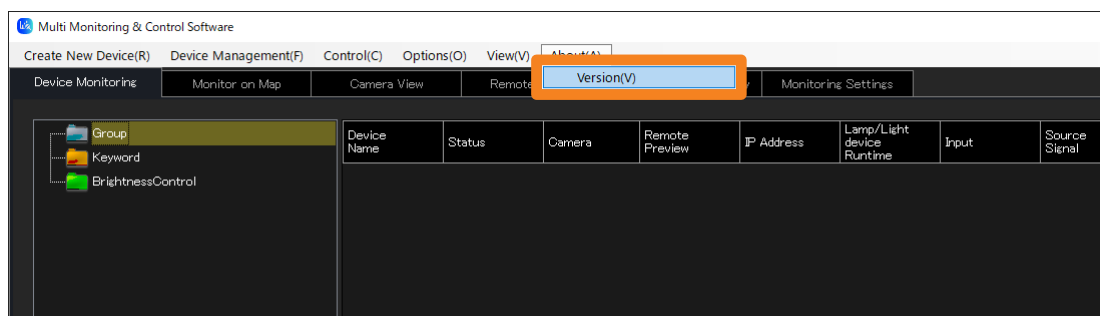 Multi Monitoring & Control Software
Create New Device(R) Device Management(F) Control(C) Options(O) View(V) About(A)
Version(V)
Device Monitoring Monitor on Map Camera View Remote Monitoring Settings
Group
Keyword
BrightnessControl
Device Name
Status
Camera
Remote Preview
IP Address
Lamp/Light device Runtime
Input
Source Signal